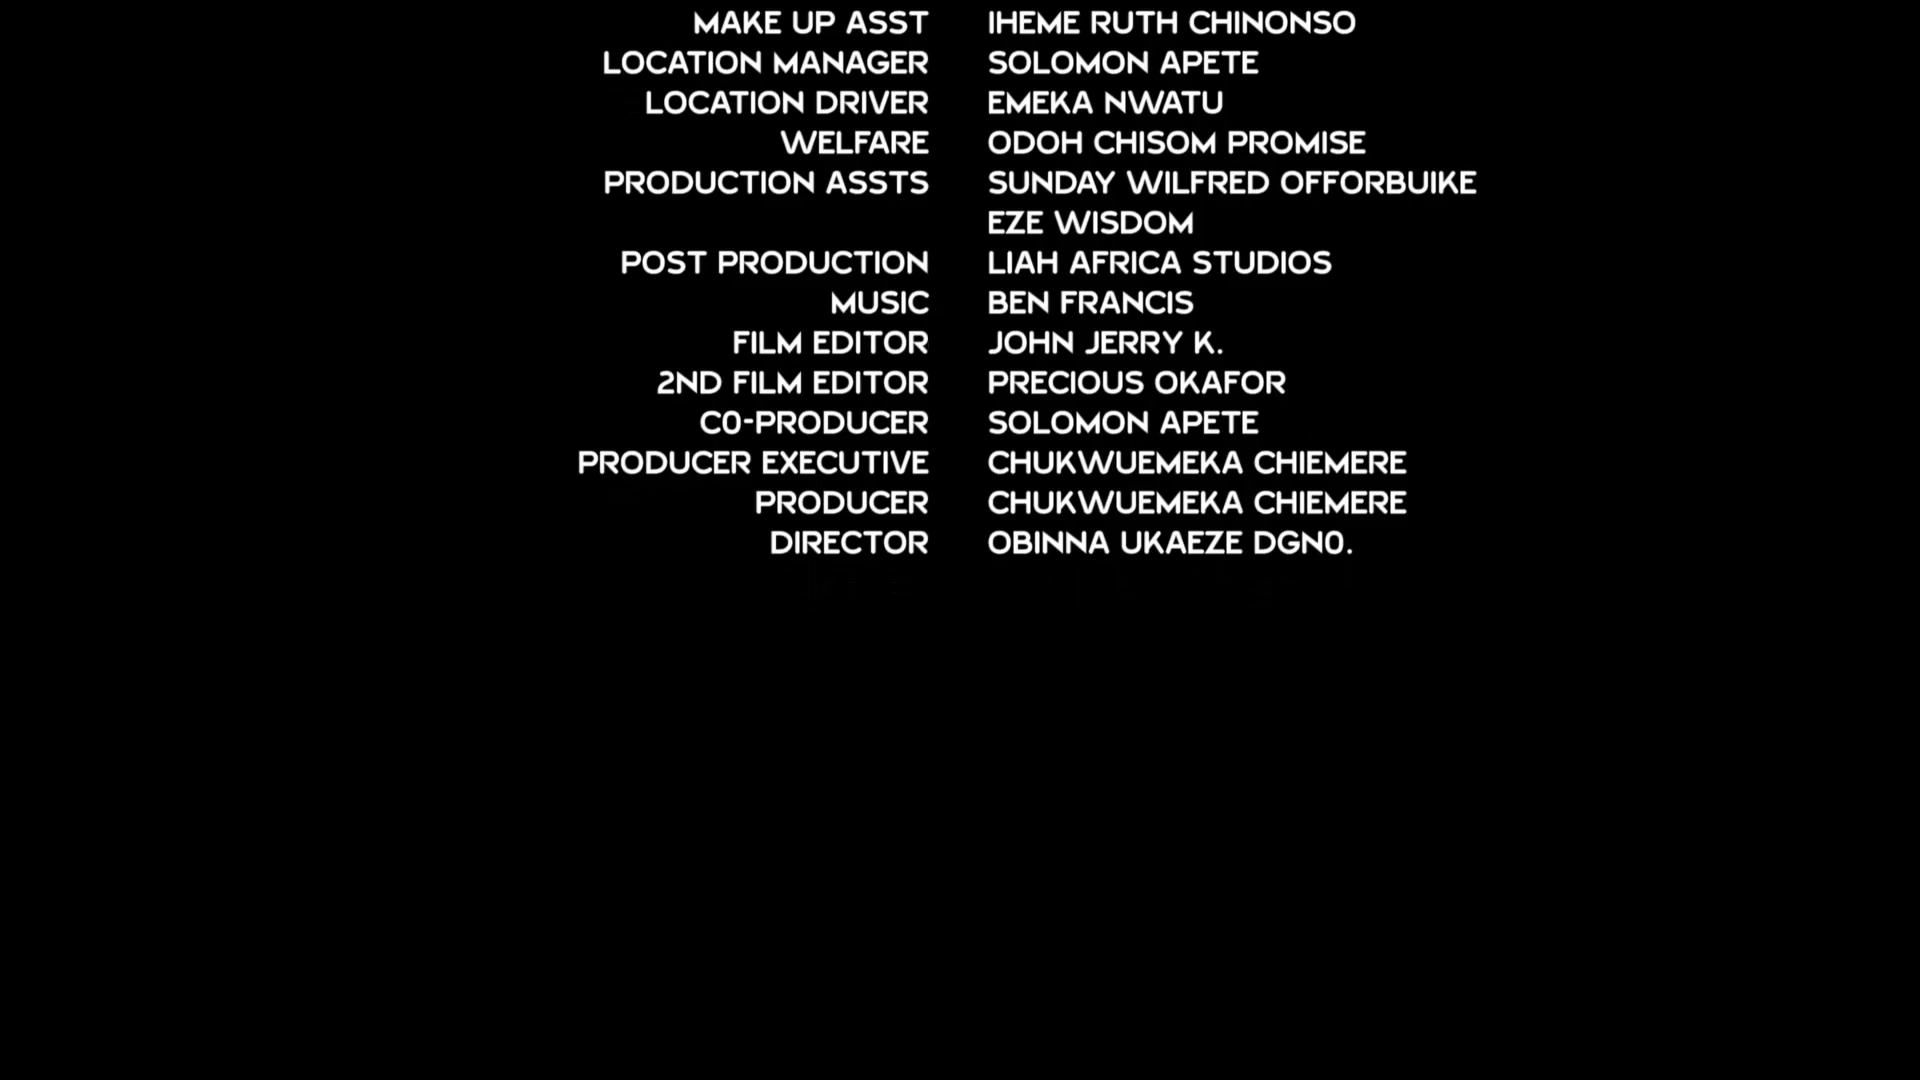 MAKE UP ASST IHEME RUTH CHINONSO
LOCATION MANAGER SOLOMON APETE
LOCATION DRIVER EMEKA NWATU
WELFARE ODOH CHISOM PROMISE
PRODUCTION ASSTS SUNDAY WILFRED OFFORBUIKE
EZE WISDOM
POST PRODUCTION LIAH AFRICA STUDIOS
MUSIC BEN FRANCIS
FILM EDITOR JOHN JERRY K.
2ND FILM EDITOR PRECIOUS OKAFOR
C0-PRODUCER SOLOMON APETE
PRODUCER EXECUTIVE CHUKWUEMEKA CHIEMERE
PRODUCER CHUKWUEMEKA CHIEMERE
DIRECTOR OBINNA UKAEZE DGN0.